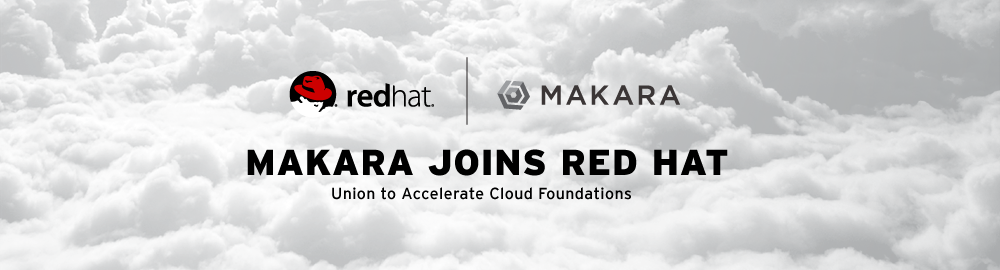 redhat. MAKARA
MAKARA JOINS RED HAT
Union to Accelerate Cloud Foundations